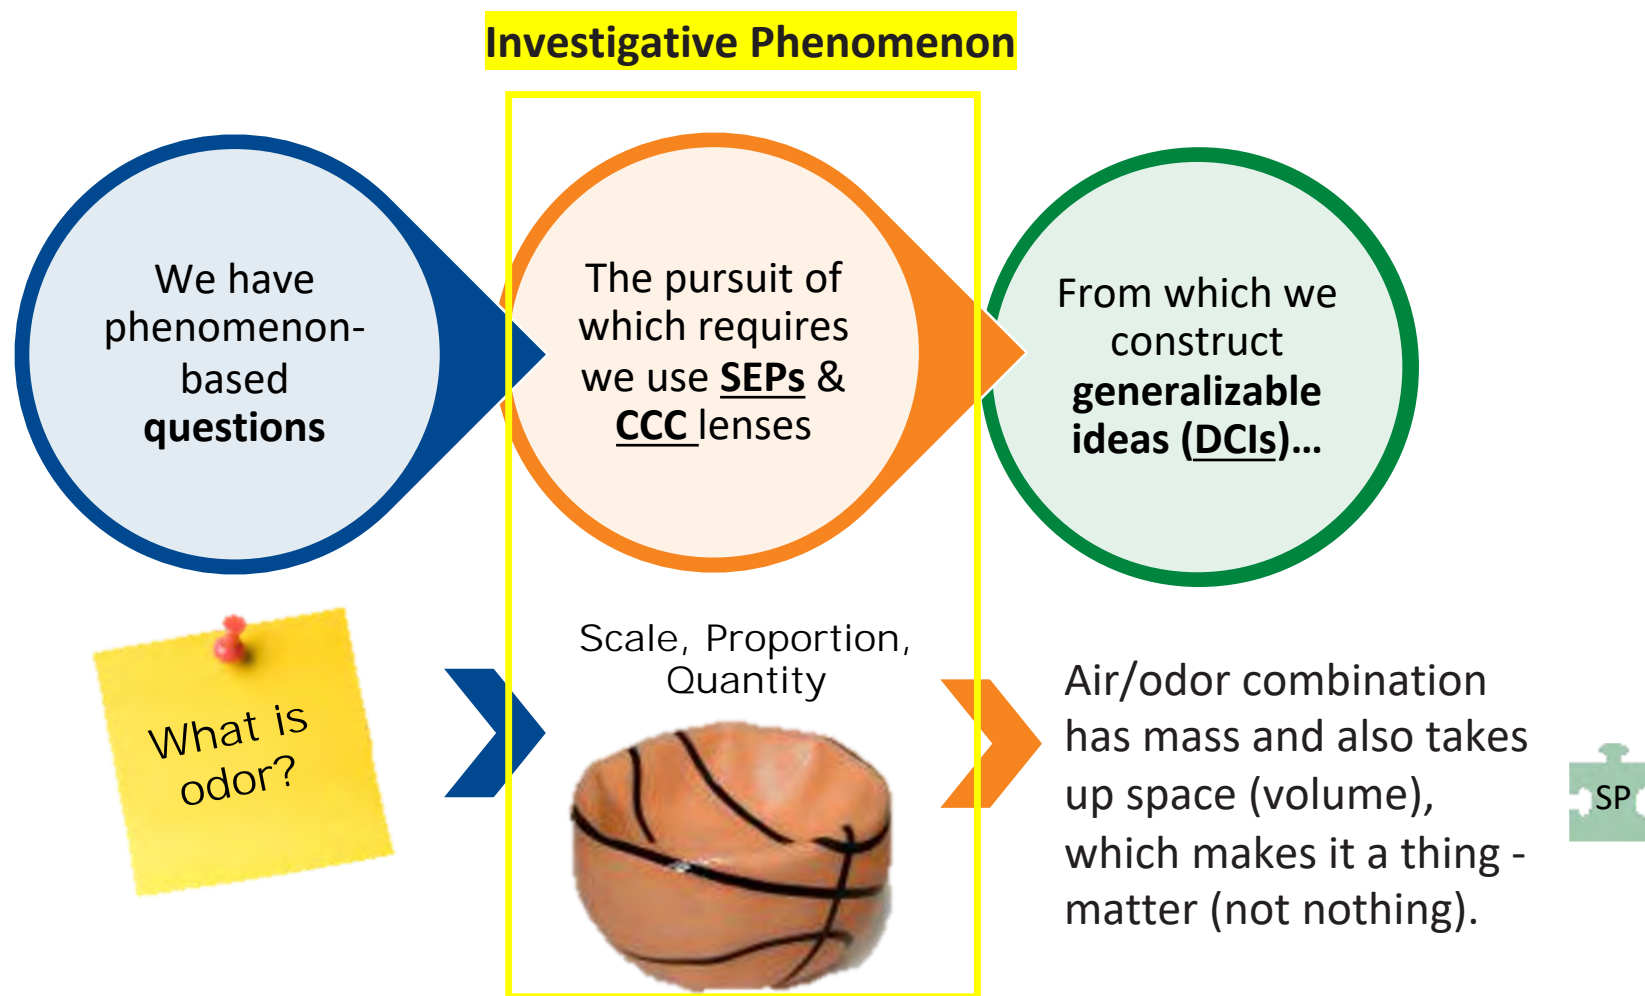 Investigative Phenomenon
We have
phenomenon-
based
questions
The pursuit of
which requires
we use SEPs &
CCC lenses
From which we
construct
generalizable
ideas (DCIs)…
What is
odor?
Scale, Proportion,
Quantity
Air/odor combination
has mass and also takes
up space (volume),
which makes it a thing -
matter (not nothing).
SP